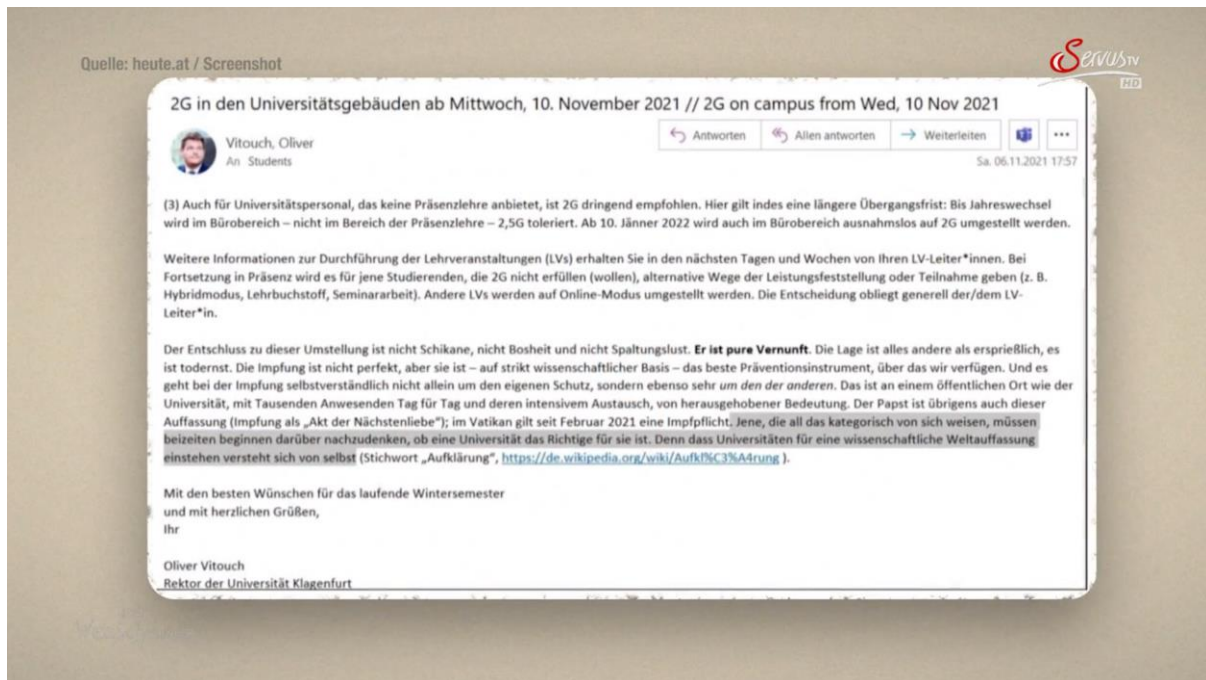 Quelle: heute.at / Screenshot
Servus TV
HD
2G in den Universitätsgebäuden ab Mittwoch, 10. November 2021 // 2G on campus from Wed, 10 Nov 2021
Vitouch, Oliver
An Students
Antworten
Allen antworten
Weiterleiten
Sa. 06.11.2021 17:57
(3) Auch für Universitätspersonal, das keine Präsenzlehre anbietet, ist 2G dringend empfohlen. Hier gilt indes eine längere Übergangsfrist: Bis Jahreswechsel
wird im Bürobereich – nicht im Bereich der Präsenzlehre – 2,5G toleriert. Ab 10. Jänner 2022 wird auch im Bürobereich ausnahmslos auf 2G umgestellt werden.
Weitere Informationen zur Durchführung der Lehrveranstaltungen (LVs) erhalten Sie in den nächsten Tagen und Wochen von Ihren LV-Leiter*innen. Bei
Fortsetzung in Präsenz wird es für jene Studierenden, die 2G nicht erfüllen (wollen), alternative Wege der Leistungsfeststellung oder Teilnahme geben (z. B.
Hybridmodus, Lehrbuchstoff, Seminararbeit). Andere LVs werden auf Online-Modus umgestellt werden. Die Entscheidung obliegt generell der/dem LV-
Leiter*in.
Der Entschluss zu dieser Umstellung ist nicht Schikane, nicht Bosheit und nicht Spaltungslust. Er ist pure Vernunft. Die Lage ist alles andere als ersprießlich, es
ist todernst. Die Impfung ist nicht perfekt, aber sie ist – auf strikt wissenschaftlicher Basis – das beste Präventionsinstrument, über das wir verfügen. Und es
geht bei der Impfung selbstverständlich nicht allein um den eigenen Schutz, sondern ebenso sehr um den der anderen. Das ist an einem öffentlichen Ort wie der
Universität, mit Tausenden Anwesenden Tag für Tag und deren intensivem Austausch, von herausgehobener Bedeutung. Der Papst ist übrigens auch dieser
Auffassung (Impfung als „Akt der Nächstenliebe"); im Vatikan gilt seit Februar 2021 eine Impfpflicht. Jene, die all das kategorisch von sich weisen, müssen
beizeiten beginnen darüber nachzudenken, ob eine Universität das Richtige für sie ist. Denn dass Universitäten für eine wissenschaftliche Weltauffassung
einstehen versteht sich von selbst (Stichwort „Aufklärung", https://de.wikipedia.org/wiki/Aufkl%C3%A4rung ).
Mit den besten Wünschen für das laufende Wintersemester
und mit herzlichen Grüßen,
Ihr
Oliver Vitouch
Rektor der Universität Klagenfurt